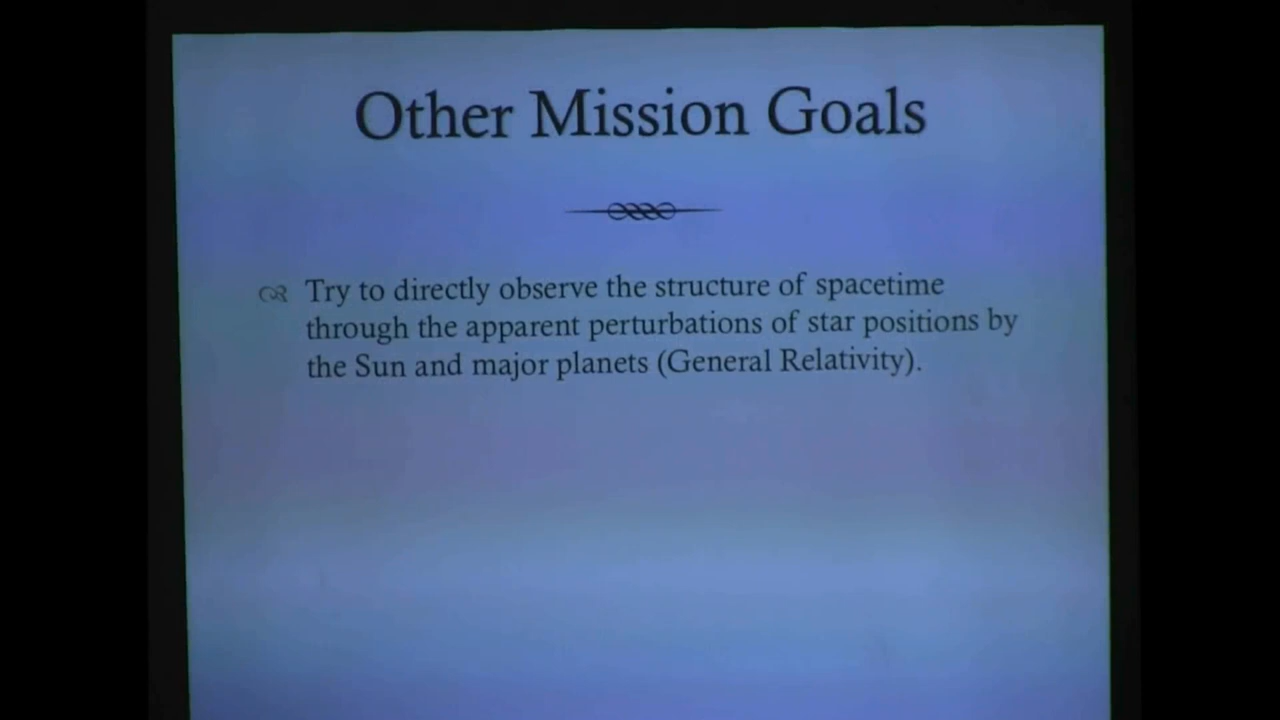 Other Mission Goals
Try to directly observe the structure of spacetime
through the apparent perturbations of star positions by
the Sun and major planets (General Relativity).